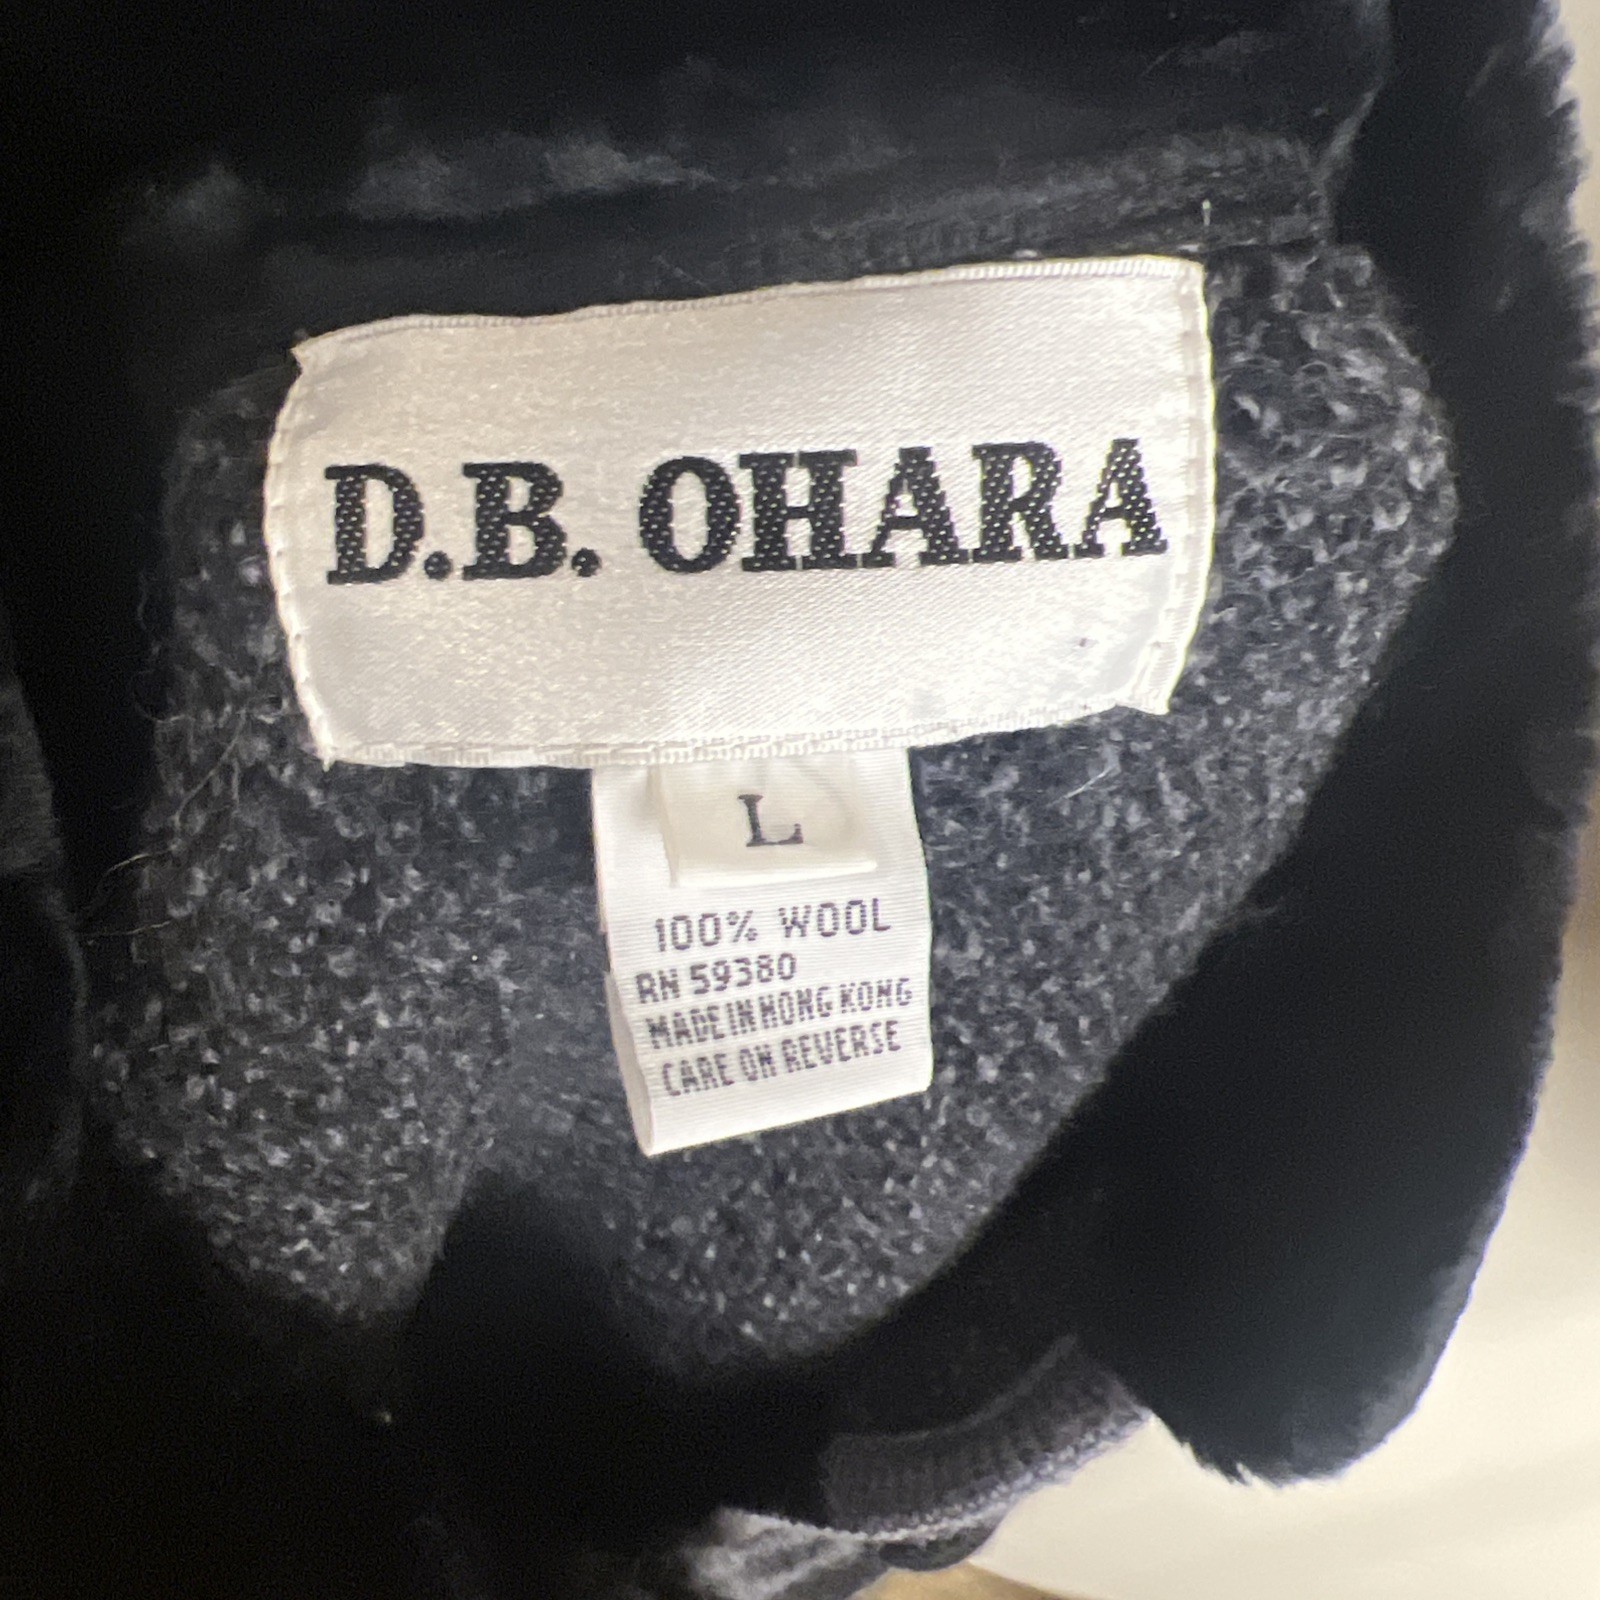 D.B. OHARA
L
100% WOOL
RN 59380
MADE IN HONG KONG
CARE ON REVERSE